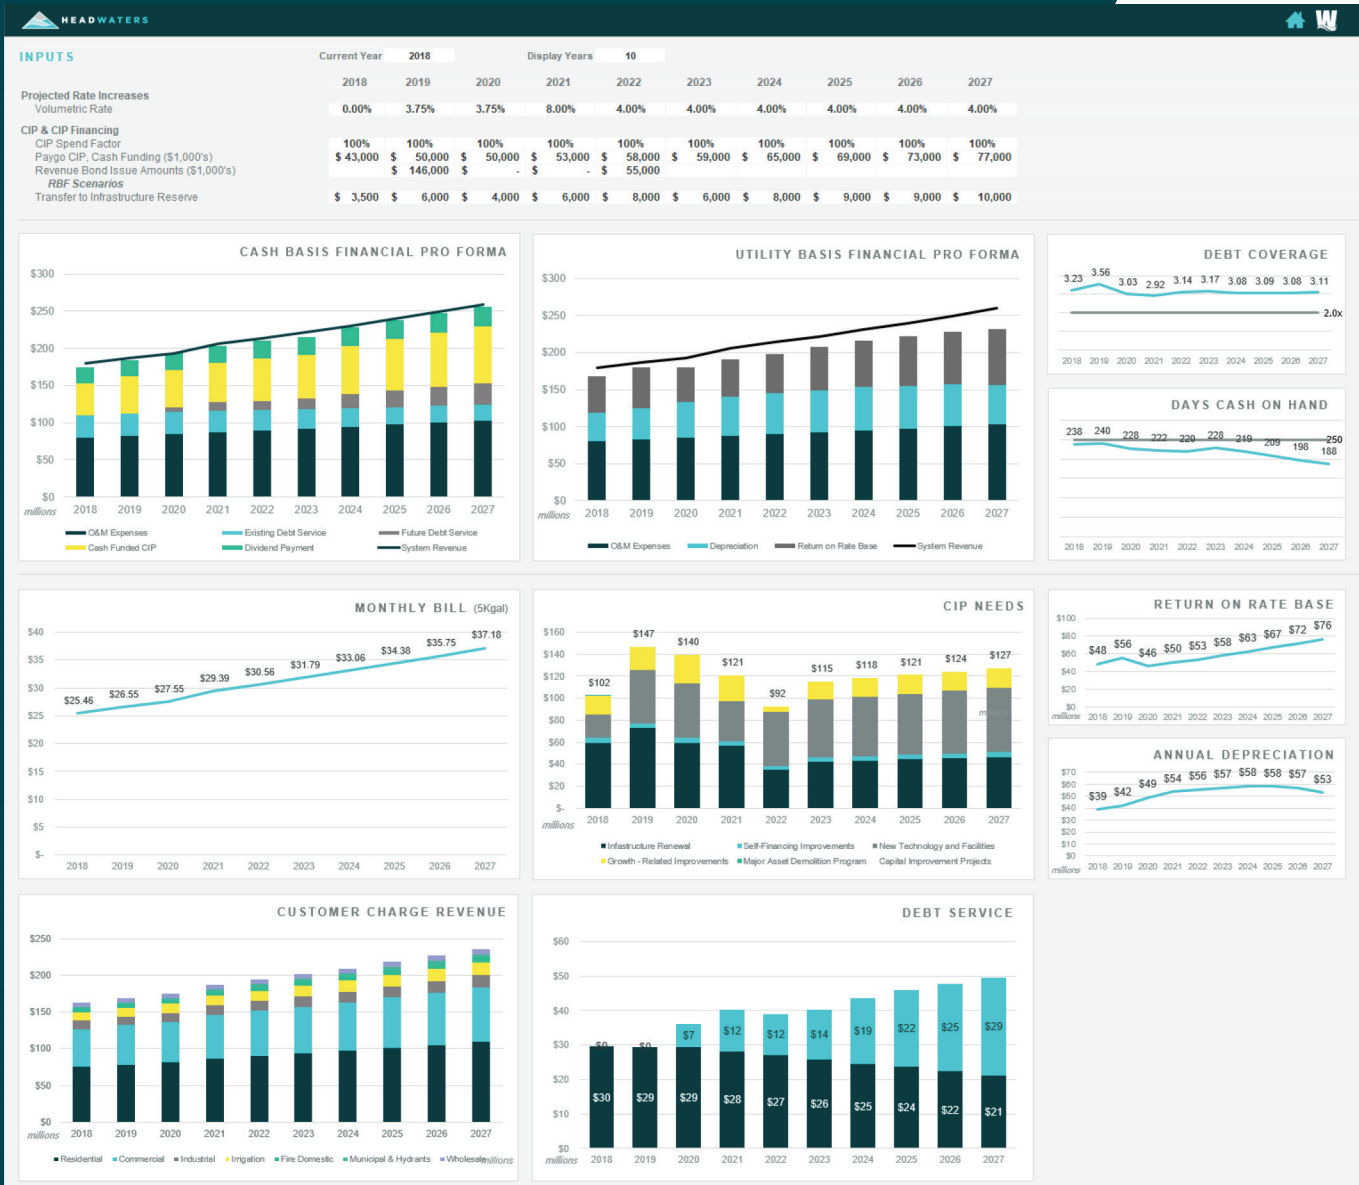 HEADWATERS
INPUTS
Current Year 2018 Display Years 10
2018 2019 2020 2021 2022 2023 2024 2025 2026 2027
Projected Rate Increases
Volumetric Rate 0.00% 3.75% 3.75% 8.00% 4.00% 4.00% 4.00% 4.00% 4.00% 4.00%
CIP & CIP Financing
CIP Spend Factor 100% 100% 100% 100% 100% 100% 100% 100% 100% 100%
Paygo CIP, Cash Funding ($1,000's) $ 43,000 $ 50,000 $ 50,000 $ 53,000 $ 58,000 $ 59,000 $ 65,000 $ 69,000 $ 73,000 $ 77,000
Revenue Bond Issue Amounts ($1,000's) $ 146,000 $ - $ - $ 55,000
RBF Scenarios
Transfer to Infrastructure Reserve $ 3,500 $ 6,000 $ 4,000 $ 6,000 $ 8,000 $ 6,000 $ 8,000 $ 9,000 $ 9,000 $ 10,000
CASH BASIS FINANCIAL PRO FORMA
$300
$250
$200
$150
$100
$50
$0
millions 2018 2019 2020 2021 2022 2023 2024 2025 2026 2027
O&M Expenses Existing Debt Service Future Debt Service
Cash Funded CIP Dividend Payment System Revenue
UTILITY BASIS FINANCIAL PRO FORMA
$300
$250
$200
$150
$100
$50
$0
millions 2018 2019 2020 2021 2022 2023 2024 2025 2026 2027
O&M Expenses Depreciation Return on Rate Base System Revenue
DEBT COVERAGE
3.23 3.56 3.03 2.92 3.14 3.17 3.08 3.09 3.08 3.11
2.0x
2018 2019 2020 2021 2022 2023 2024 2025 2026 2027
DAYS CASH ON HAND
238 240 228 222 220 228 219 209 198 188
250
2018 2019 2020 2021 2022 2023 2024 2025 2026 2027
MONTHLY BILL (5Kgal)
$40
$35
$30
$25
$20
$15
$10
$5
$-
$25.46 $26.55 $27.55 $29.39 $30.56 $31.79 $33.06 $34.38 $35.75 $37.18
2018 2019 2020 2021 2022 2023 2024 2025 2026 2027
CIP NEEDS
$160
$140
$120
$100
$80
$60
$40
$20
$-
$102 $147 $140 $121 $92 $115 $118 $121 $124 $127
millions
millions 2018 2019 2020 2021 2022 2023 2024 2025 2026 2027
Infastructure Renewal Self-Financing Improvements New Technology and Facilities
Growth - Related Improvements Major Asset Demolition Program Capital Improvement Projects
RETURN ON RATE BASE
$100
$80
$60
$40
$20
$0
$48 $56 $46 $50 $53 $58 $63 $67 $72 $76
millions 2018 2019 2020 2021 2022 2023 2024 2025 2026 2027
ANNUAL DEPRECIATION
$70
$60
$50
$40
$30
$20
$10
$0
$39 $42 $49 $54 $56 $57 $58 $58 $57 $53
millions 2018 2019 2020 2021 2022 2023 2024 2025 2026 2027
CUSTOMER CHARGE REVENUE
$250
$200
$150
$100
$50
$0
millions 2018 2019 2020 2021 2022 2023 2024 2025 2026 2027
Residential Commercial Industrial Irrigation Fire Domestic Municipal & Hydrants Wholesale millions
DEBT SERVICE
$60
$50
$40
$30
$20
$10
$0
$0 $0 $7 $12 $12 $14 $19 $22 $25 $29
$30 $29 $29 $28 $27 $26 $25 $24 $22 $21
millions 2018 2019 2020 2021 2022 2023 2024 2025 2026 2027